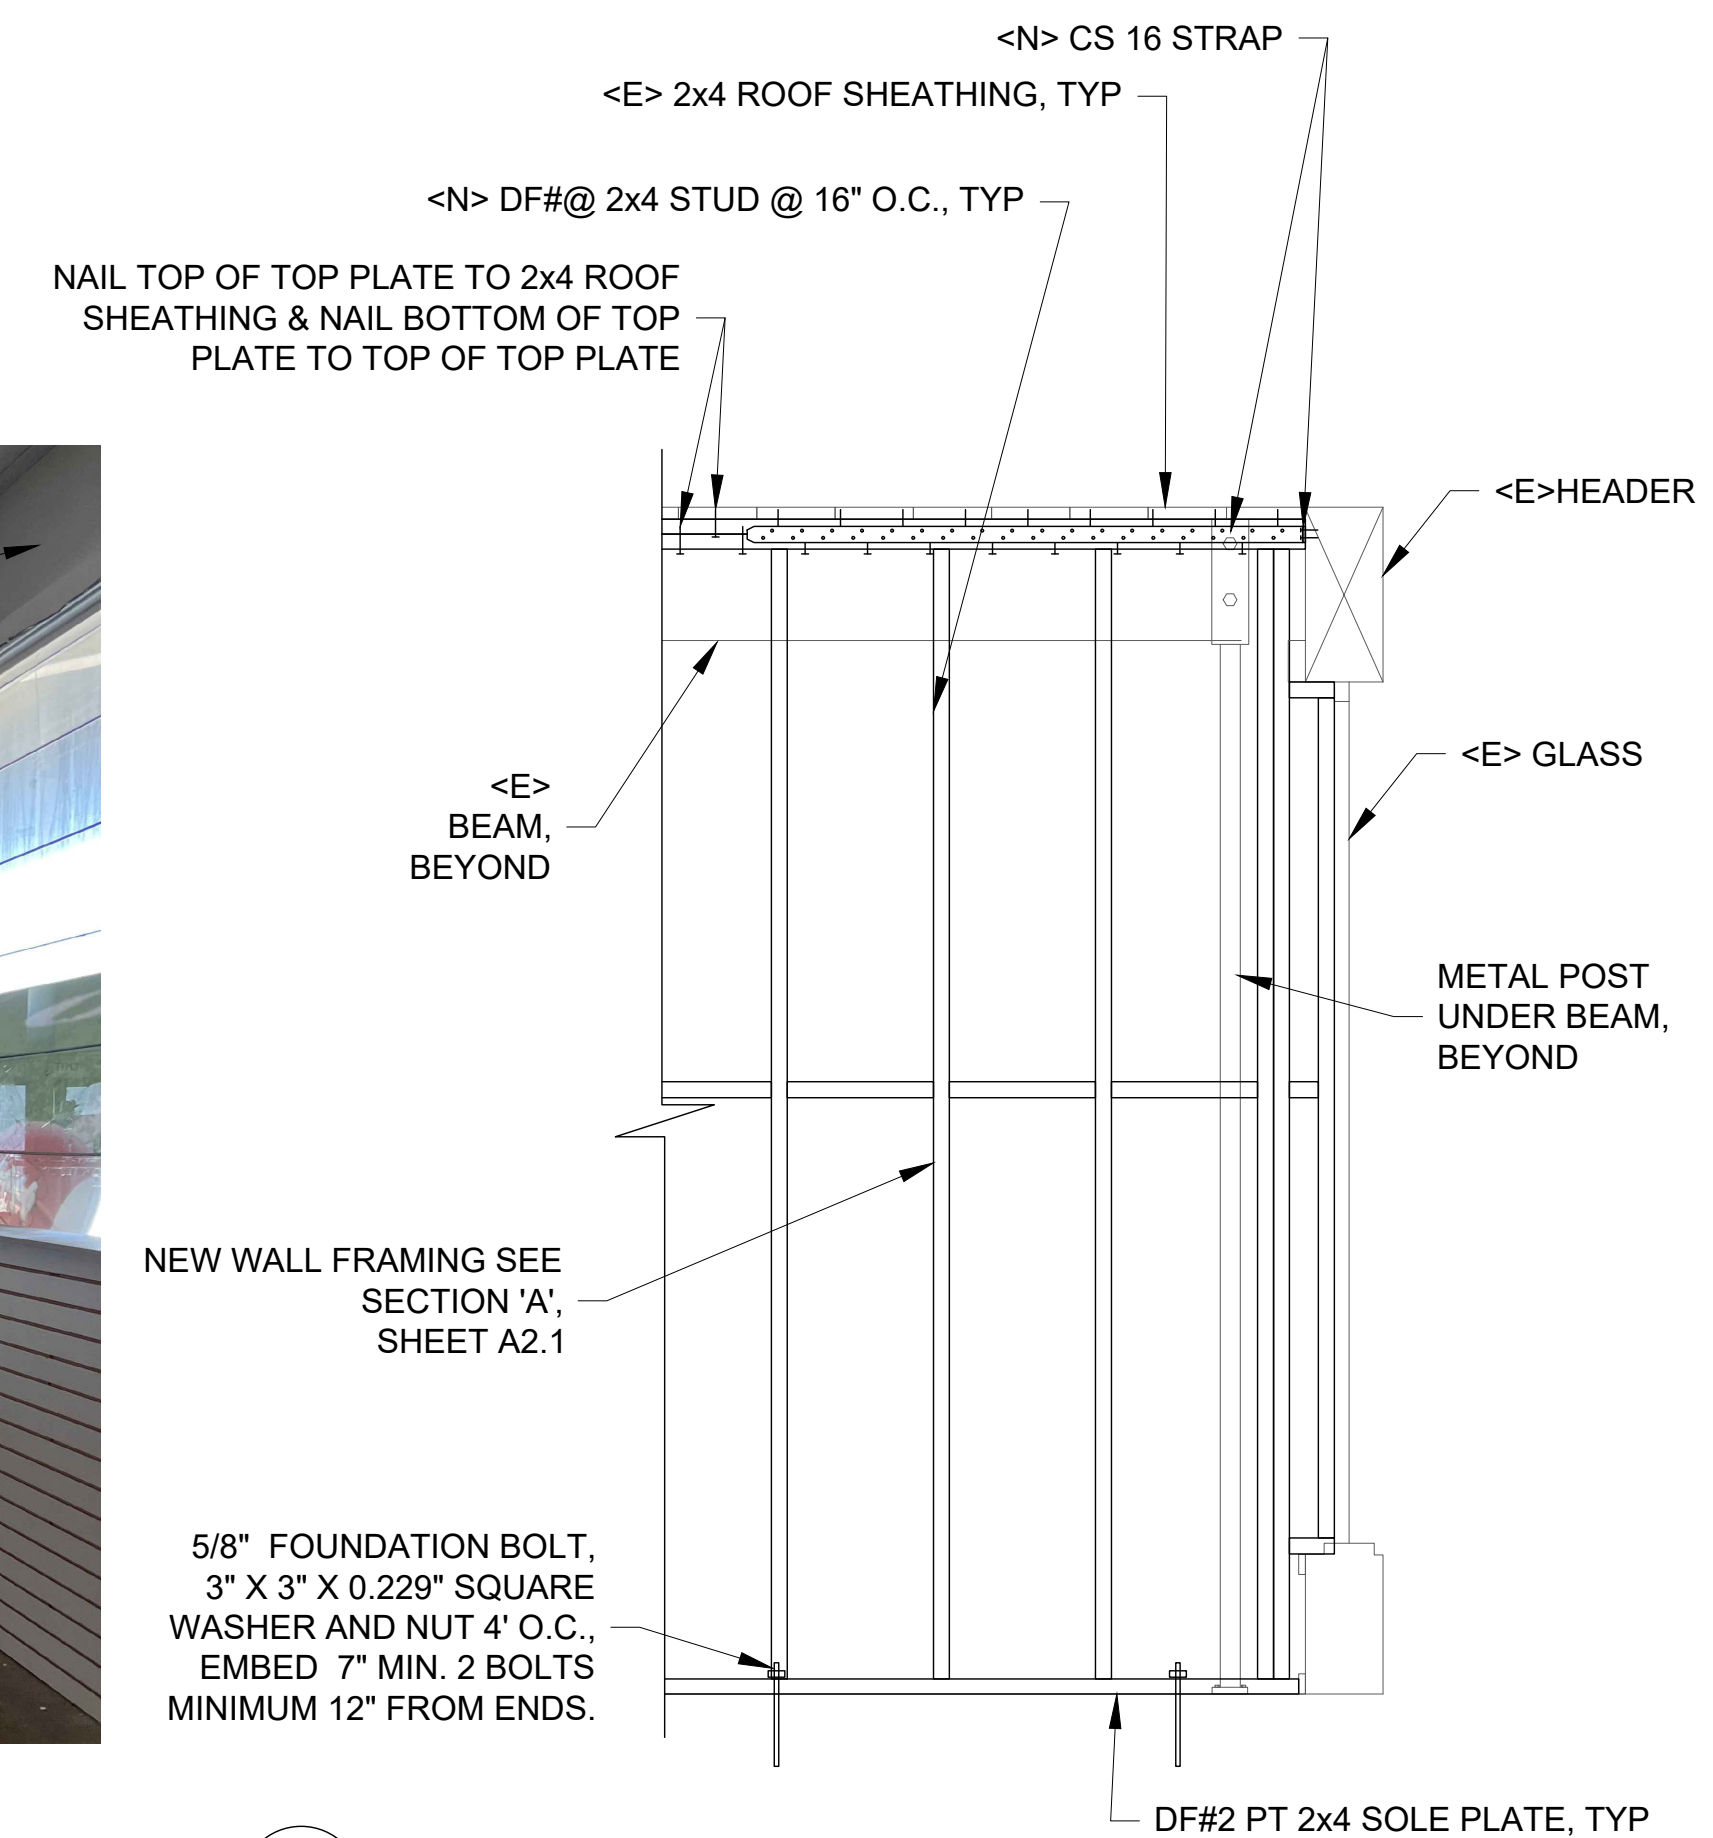 <N> CS 16 STRAP
<E> 2x4 ROOF SHEATHING, TYP
<N> DF#@ 2x4 STUD @ 16" O.C., TYP
NAIL TOP OF TOP PLATE TO 2x4 ROOF
SHEATHING & NAIL BOTTOM OF TOP
PLATE TO TOP OF TOP PLATE
<E>HEADER
<E> GLASS
<E>
BEAM,
BEYOND
METAL POST
UNDER BEAM,
BEYOND
NEW WALL FRAMING SEE
SECTION 'A',
SHEET A2.1
5/8" FOUNDATION BOLT,
3" X 3" X 0.229" SQUARE
WASHER AND NUT 4' O.C.,
EMBED 7" MIN. 2 BOLTS
MINIMUM 12" FROM ENDS.
DF#2 PT 2x4 SOLE PLATE, TYP